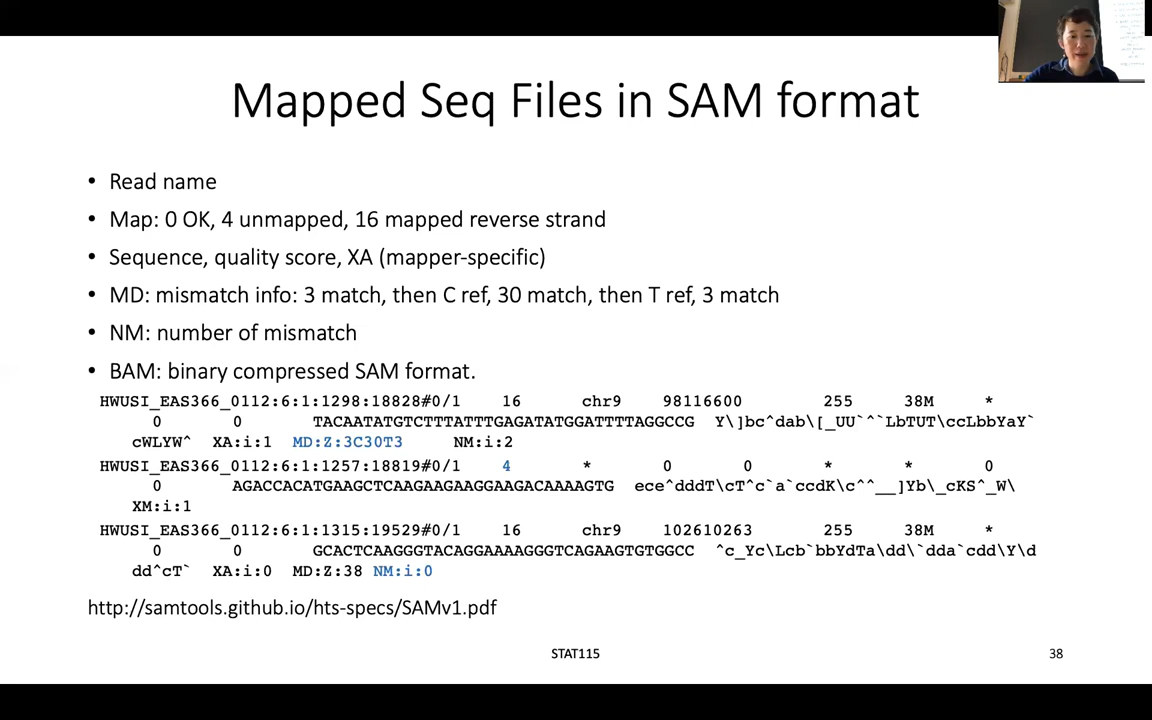 Mapped Seq Files in SAM format
• Read name
• Map: 0 OK, 4 unmapped, 16 mapped reverse strand
• Sequence, quality score, XA (mapper-specific)
• MD: mismatch info: 3 match, then C ref, 30 match, then T ref, 3 match
• NM: number of mismatch
• BAM: binary compressed SAM format.
HWUSI_EAS366_0112:6:1:1298:18828#0/1 16 chr9 98116600 255 38M *
0 0 TACAATATGTCTTTATTTGAGATATGGATTTTAGGCCG Y\]bc^dab\[_UU`^`LbTUT\ccLbbYaY`
cWLYW^ XA:i:1 MD:Z:3C30T3 NM:i:2
HWUSI_EAS366_0112:6:1:1257:18819#0/1 4 * 0 0 * * 0
0 AGACCACATGAAGCTCAAGAAGAAGGAAGACAAAAGTG ece^dddT\cT^c`a`ccdK\c^^__]Yb\_cKS^_W\
XM:i:1
HWUSI_EAS366_0112:6:1:1315:19529#0/1 16 chr9 102610263 255 38M *
0 0 GCACTCAAGGGTACAGGAAAAGGGTCAGAAGTGTGGCC ^c_Yc\Lcb`bbYdTa\dd\`dda`cdd\Y\d
dd^cT` XA:i:0 MD:Z:38 NM:i:0
http://samtools.github.io/hts-specs/SAMv1.pdf
STAT115
38